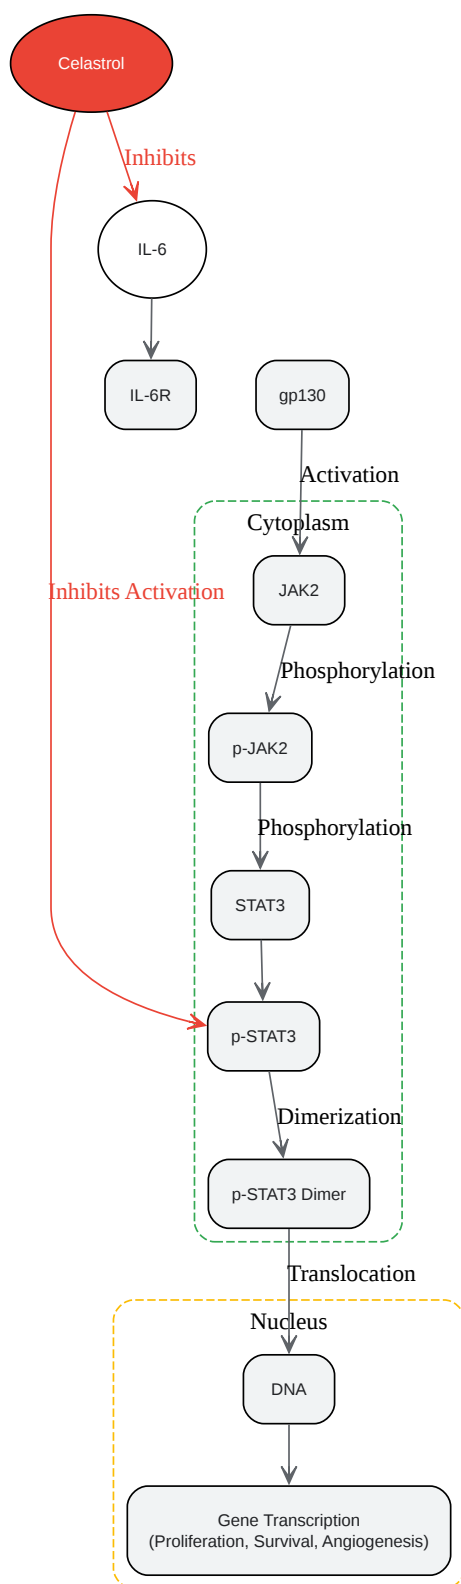 Celastrol
Inhibits
IL-6
IL-6R
gp130
Activation
Cytoplasm
JAK2
Inhibits Activation
Phosphorylation
p-JAK2
Phosphorylation
STAT3
p-STAT3
Dimerization
p-STAT3 Dimer
Translocation
Nucleus
DNA
Gene Transcription
(Proliferation, Survival, Angiogenesis)